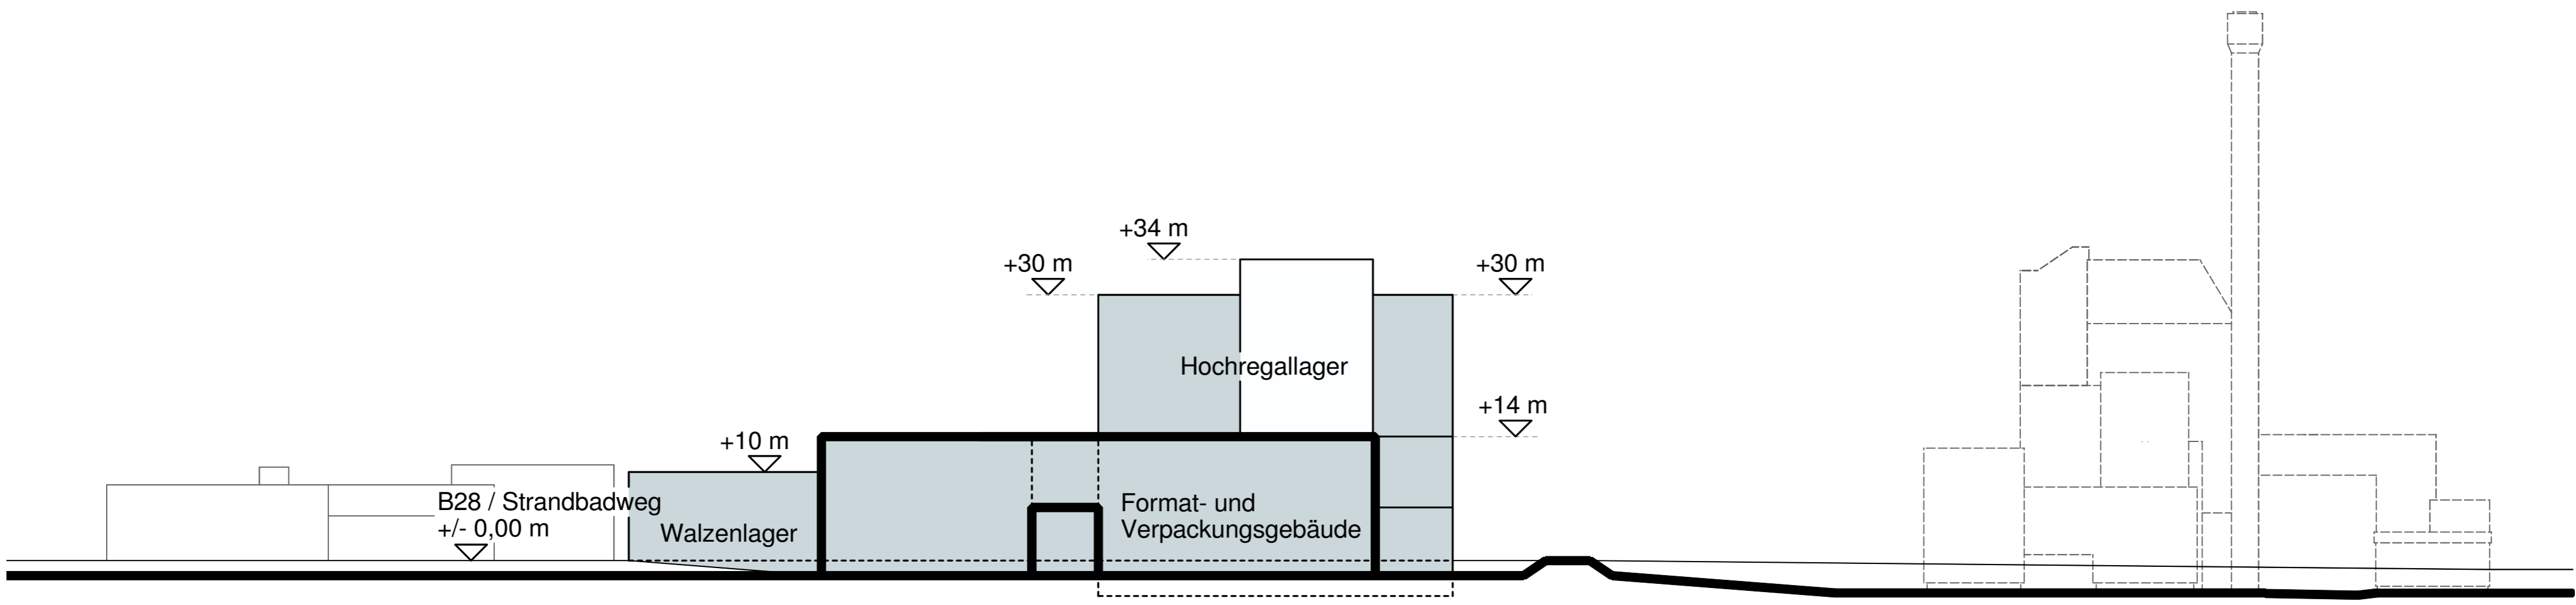 +34 m
+30 m
+30 m
Hochregallager
+14 m
+10 m
B28 / Strandbadweg
+/- 0,00 m
Walzenlager
Format- und
Verpackungsgebäude